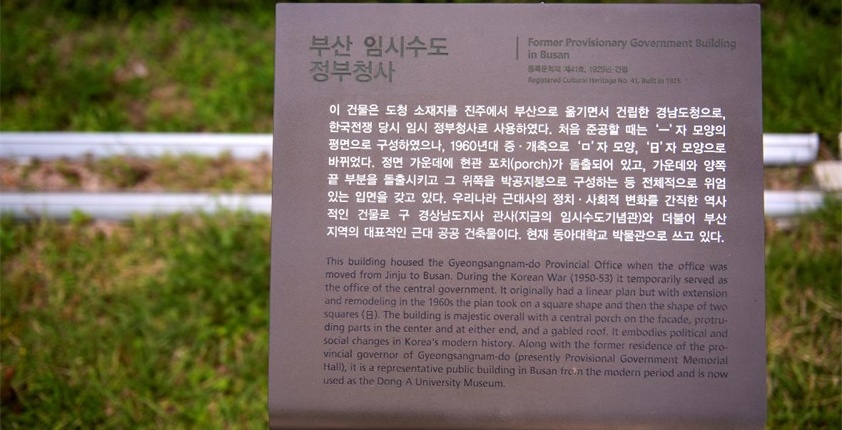 부산 임시수도
정부청사
Former Provisionary Government Building
in Busan
등록문화재 제41호, 1925년 건립
Registered Cultural Heritage No. 41, Built in 1925
이 건물은 도청 소재지를 진주에서 부산으로 옮기면서 건립한 경남도청으로,
한국전쟁 당시 임시 정부청사로 사용하였다. 처음 준공할 때는 ‘一’자 모양의
평면으로 구성하였으나, 1960년대 증·개축으로 ‘ㅁ’자 모양, ‘日’자 모양으로
바뀌었다. 정면 가운데에 현관 포치(porch)가 돌출되어 있고, 가운데와 양쪽
끝 부분을 돌출시키고 그 위쪽을 박공지붕으로 구성하는 등 전체적으로 위엄
있는 입면을 갖고 있다. 우리나라 근대사의 정치·사회적 변화를 간직한 역사
적인 건물로 구 경상남도지사 관사(지금의 임시수도기념관)와 더불어 부산
지역의 대표적인 근대 공공 건축물이다. 현재 동아대학교 박물관으로 쓰고 있다.
This building housed the Gyeongsangnam-do Provincial Office when the office was
moved from Jinju to Busan. During the Korean War (1950-53) it temporarily served as
the office of the central government. It originally had a linear plan but with extension
and remodeling in the 1960s the plan took on a square shape and then the shape of two
squares (日). The building is majestic overall with a central porch on the facade, protru-
ding parts in the center and at either end, and a gabled roof. It embodies political and
social changes in Korea's modern history. Along with the former residence of the pro-
vincial governor of Gyeongsangnam-do (presently Provisional Government Memorial
Hall), it is a representative public building in Busan from the modern period and is now
used as the Dong-A University Museum.